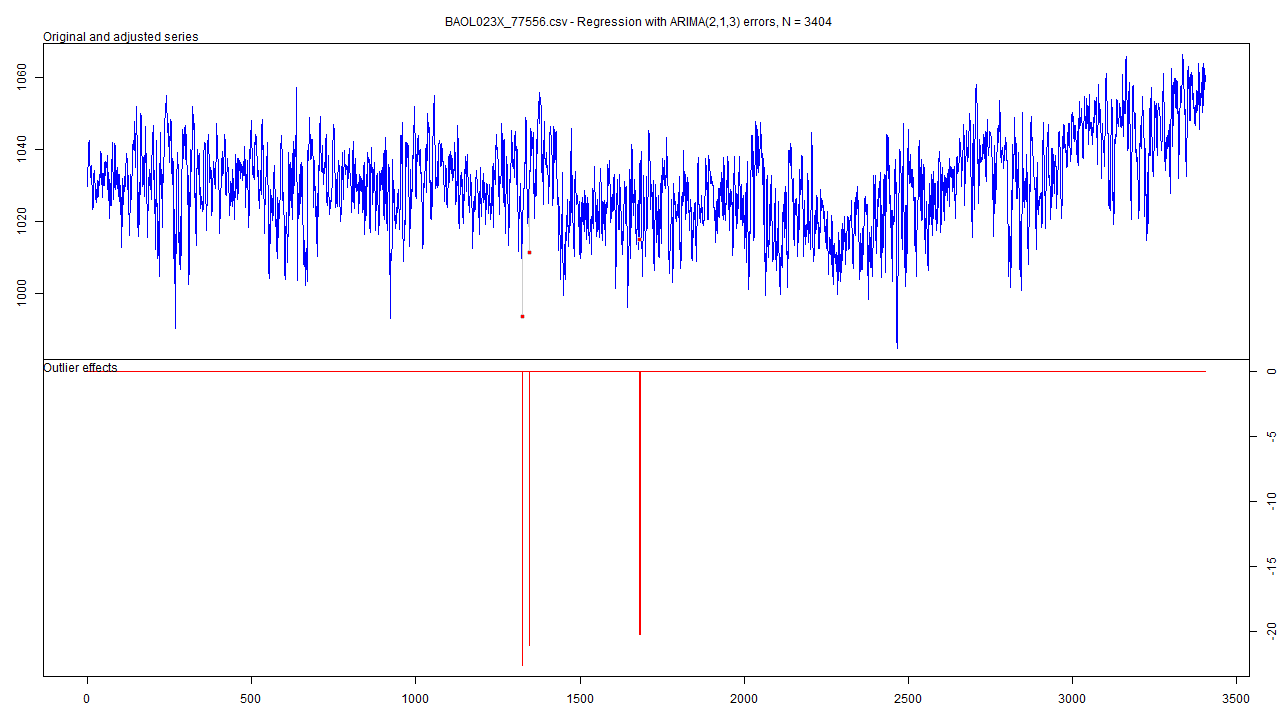 BAOL023X_77556.csv - Regression with ARIMA(2,1,3) errors, N = 3404
Original and adjusted series
1060
1040
1020
1000
Outlier effects
0
-5
-10
-15
-20
0 500 1000 1500 2000 2500 3000 3500